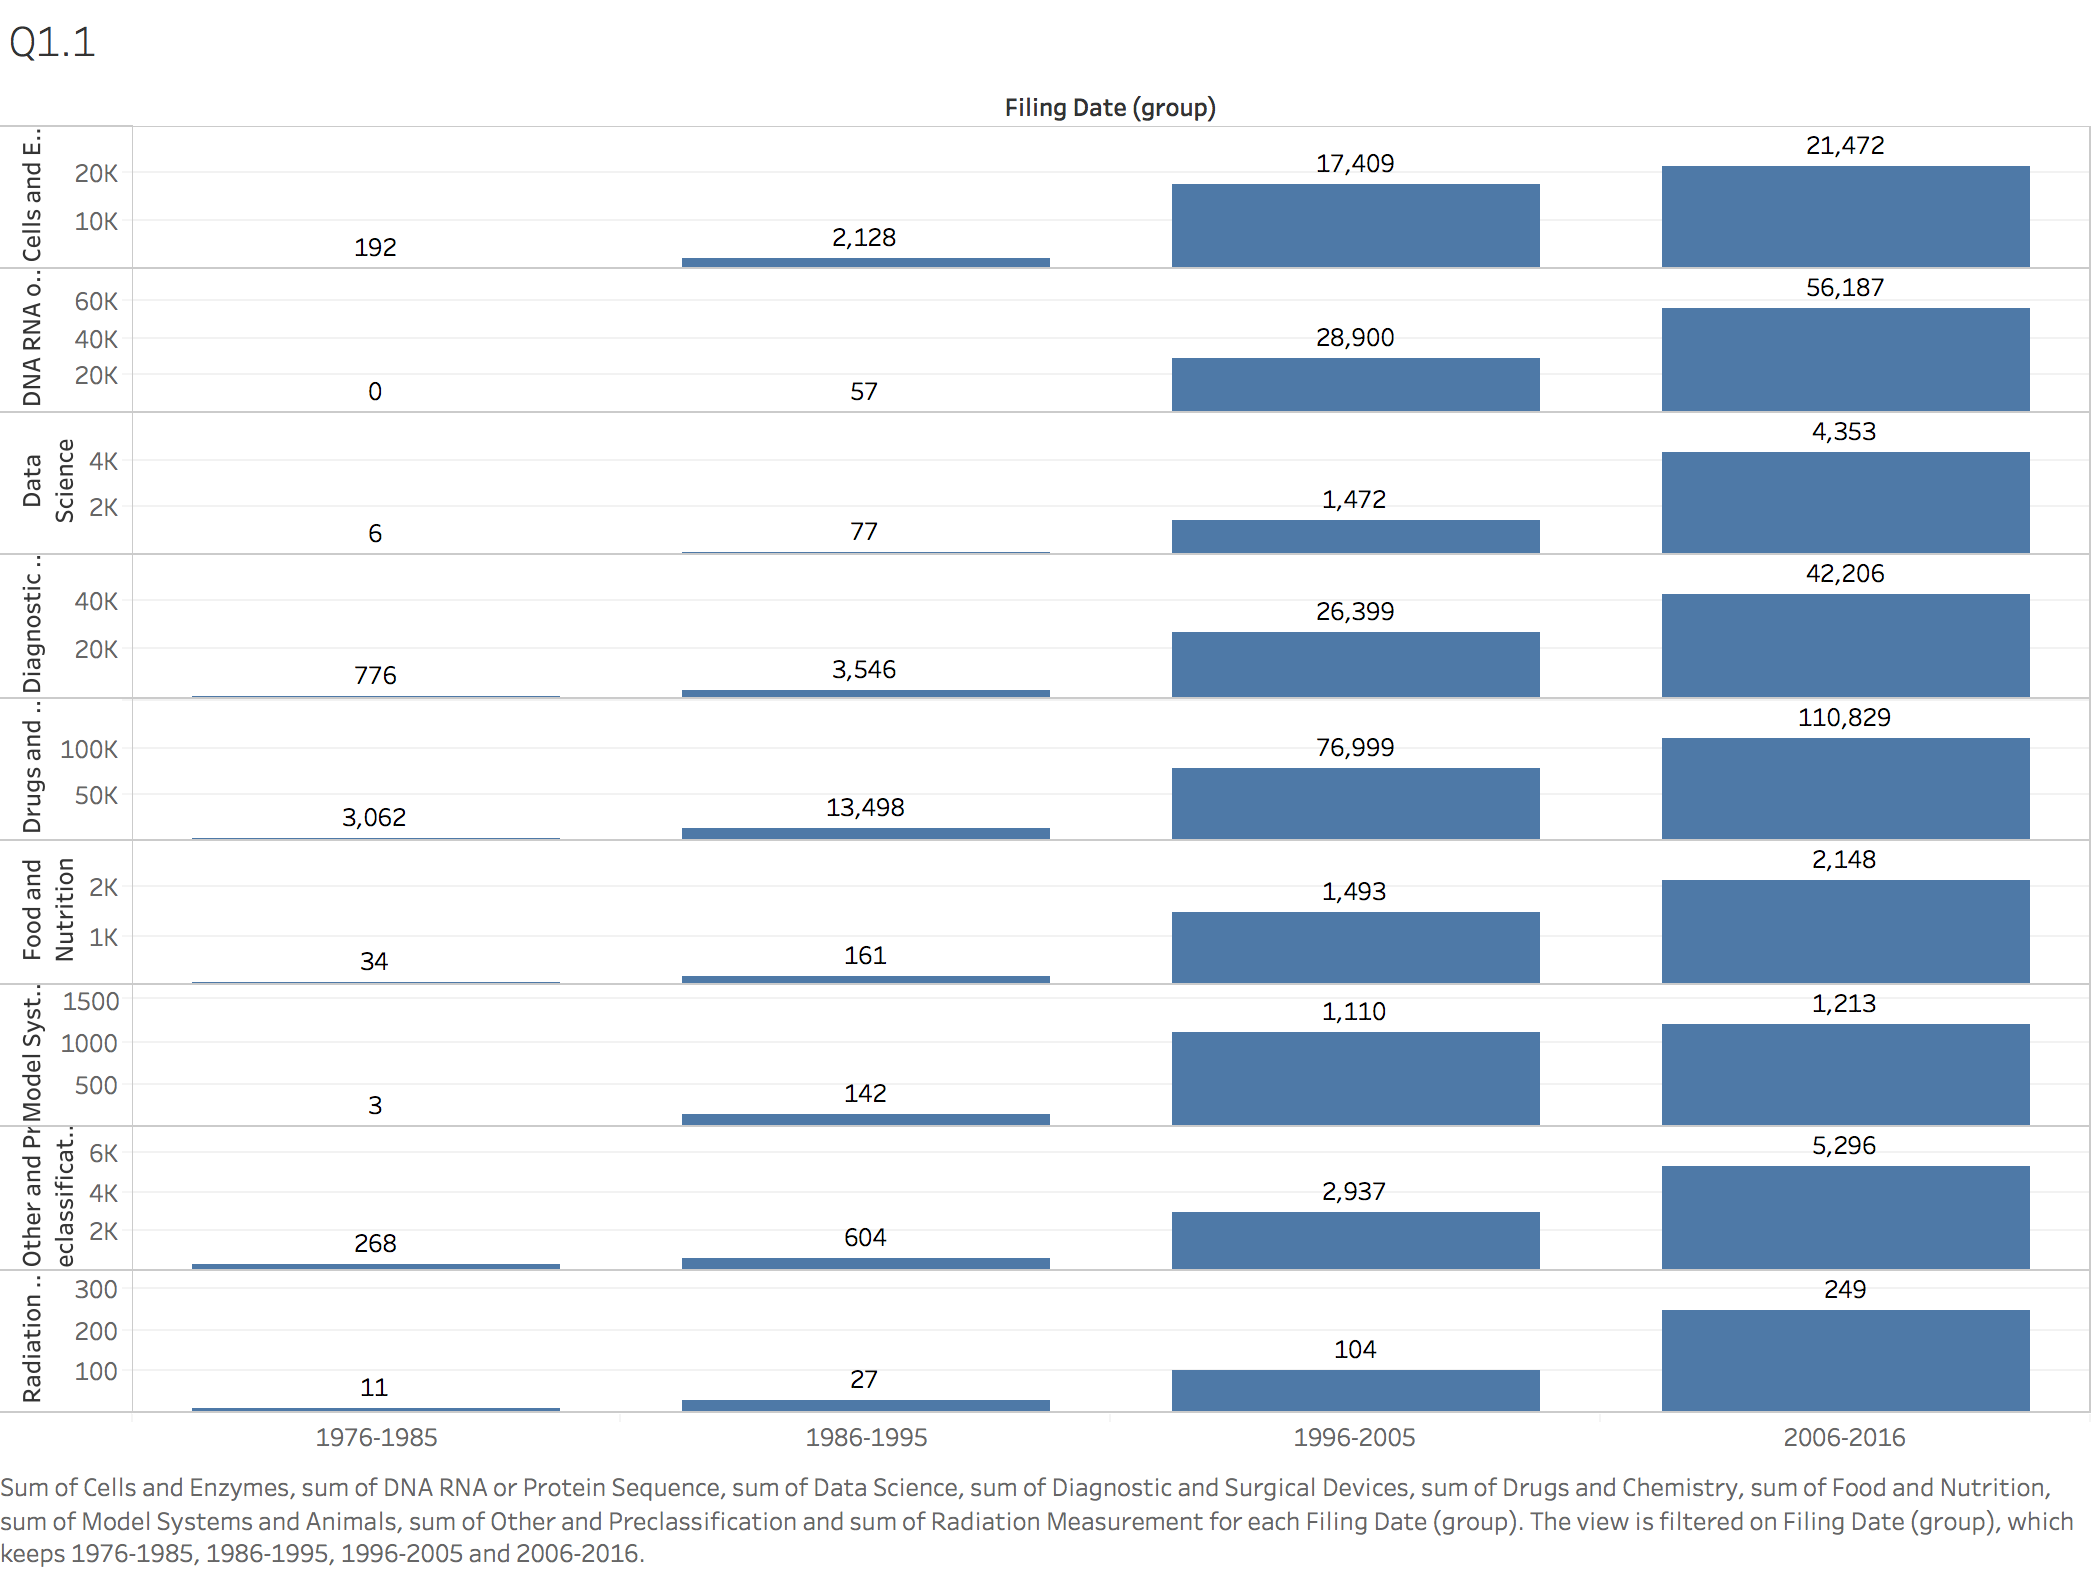 Q1.1
Filing Date (group)
Cells and E..
20K
10K
192
2,128
17,409
21,472
DNA RNA o..
60K
40K
20K
0
57
28,900
56,187
Data
Science
4K
2K
6
77
1,472
4,353
Diagnostic ..
40K
20K
776
3,546
26,399
42,206
Drugs and ..
100K
50K
3,062
13,498
76,999
110,829
Food and
Nutrition
2K
1K
34
161
1,493
2,148
Model Syst..
1500
1000
500
3
142
1,110
1,213
Other and Pr
eclassificat..
6K
4K
2K
268
604
2,937
5,296
Radiation ..
300
200
100
11
27
104
249
1976-1985 1986-1995 1996-2005 2006-2016
Sum of Cells and Enzymes, sum of DNA RNA or Protein Sequence, sum of Data Science, sum of Diagnostic and Surgical Devices, sum of Drugs and Chemistry, sum of Food and Nutrition,
sum of Model Systems and Animals, sum of Other and Preclassification and sum of Radiation Measurement for each Filing Date (group). The view is filtered on Filing Date (group), which
keeps 1976-1985, 1986-1995, 1996-2005 and 2006-2016.